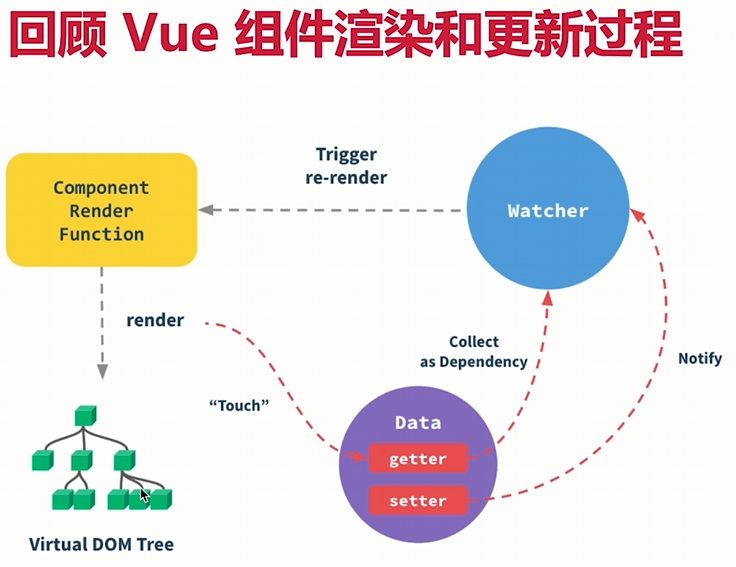 回顾 Vue 组件渲染和更新过程
Trigger
re-render
Component
Render
Function
Watcher
render
Collect
as Dependency
Notify
“Touch”
Data
getter
setter
Virtual DOM Tree